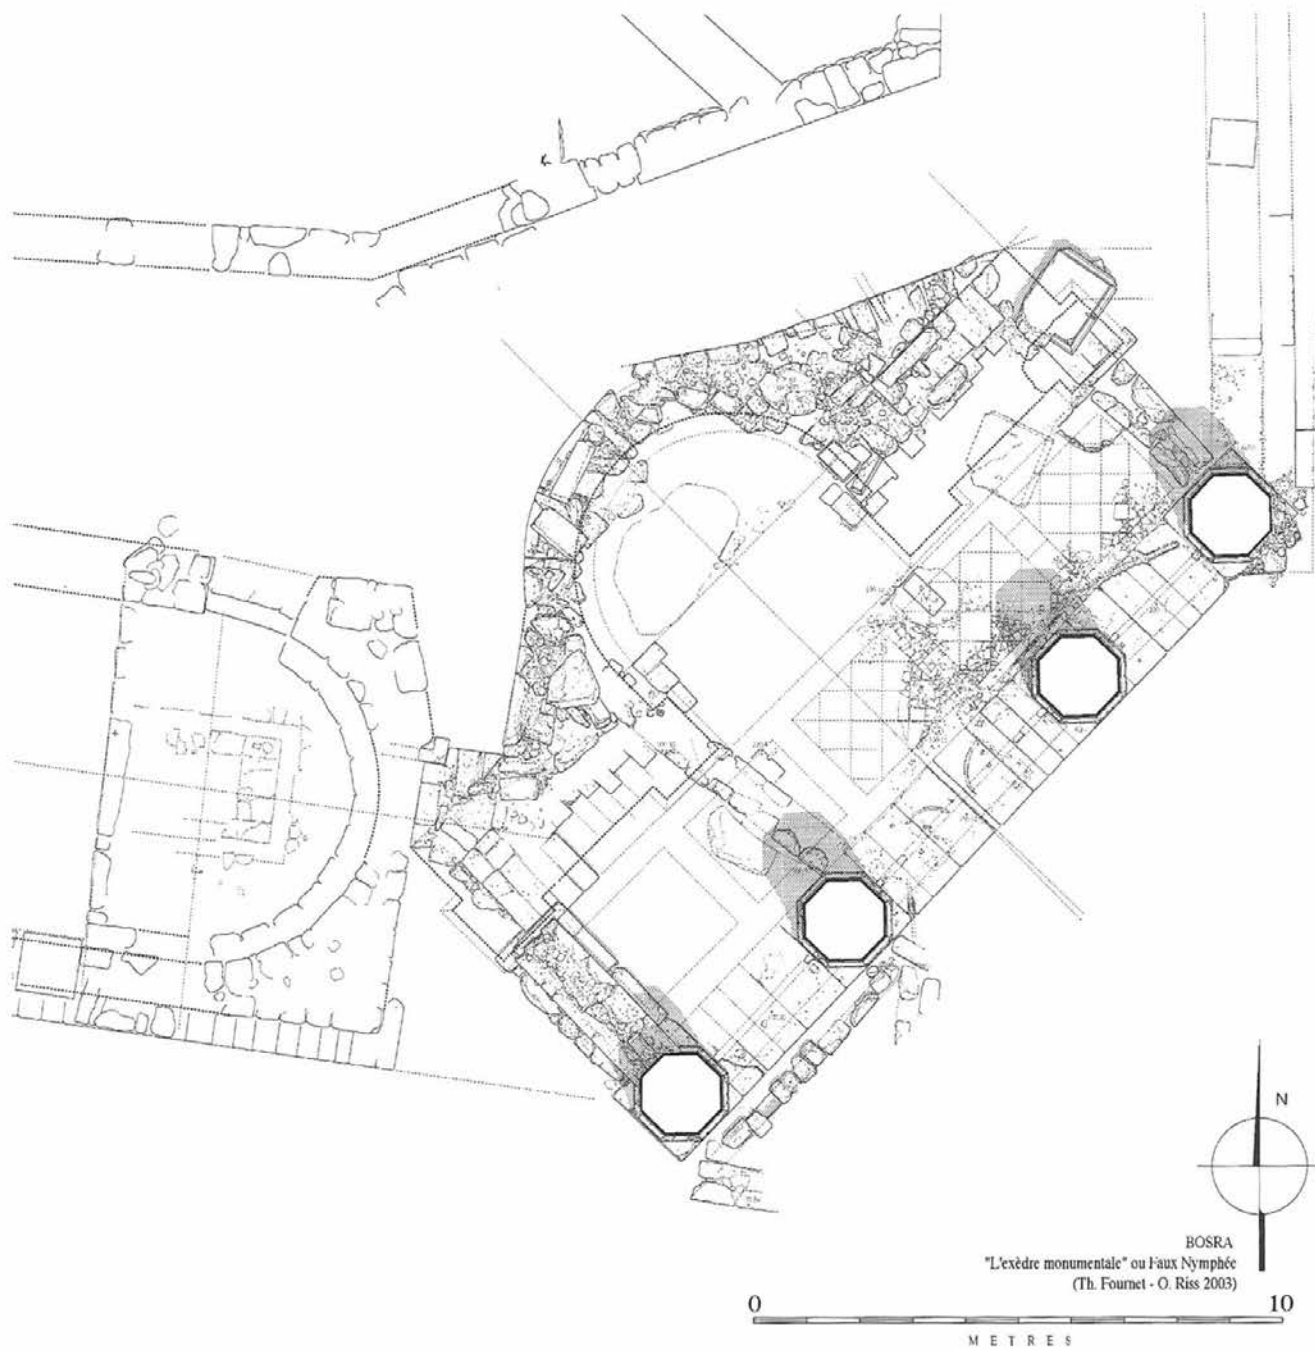 N
BOSRA
"L'exèdre monumentale" ou Faux Nymphée
(Th. Fournet - O. Riss 2003)
0 10
METRES